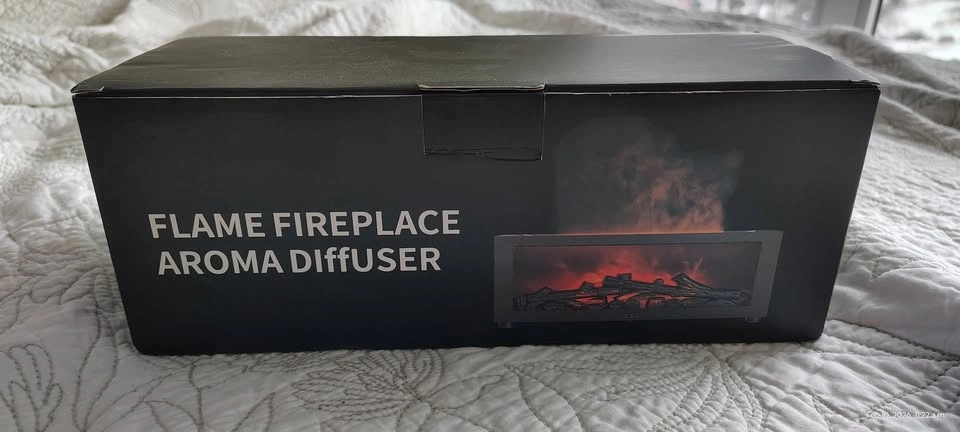 FLAME FIREPLACE
AROMA DIffUSER